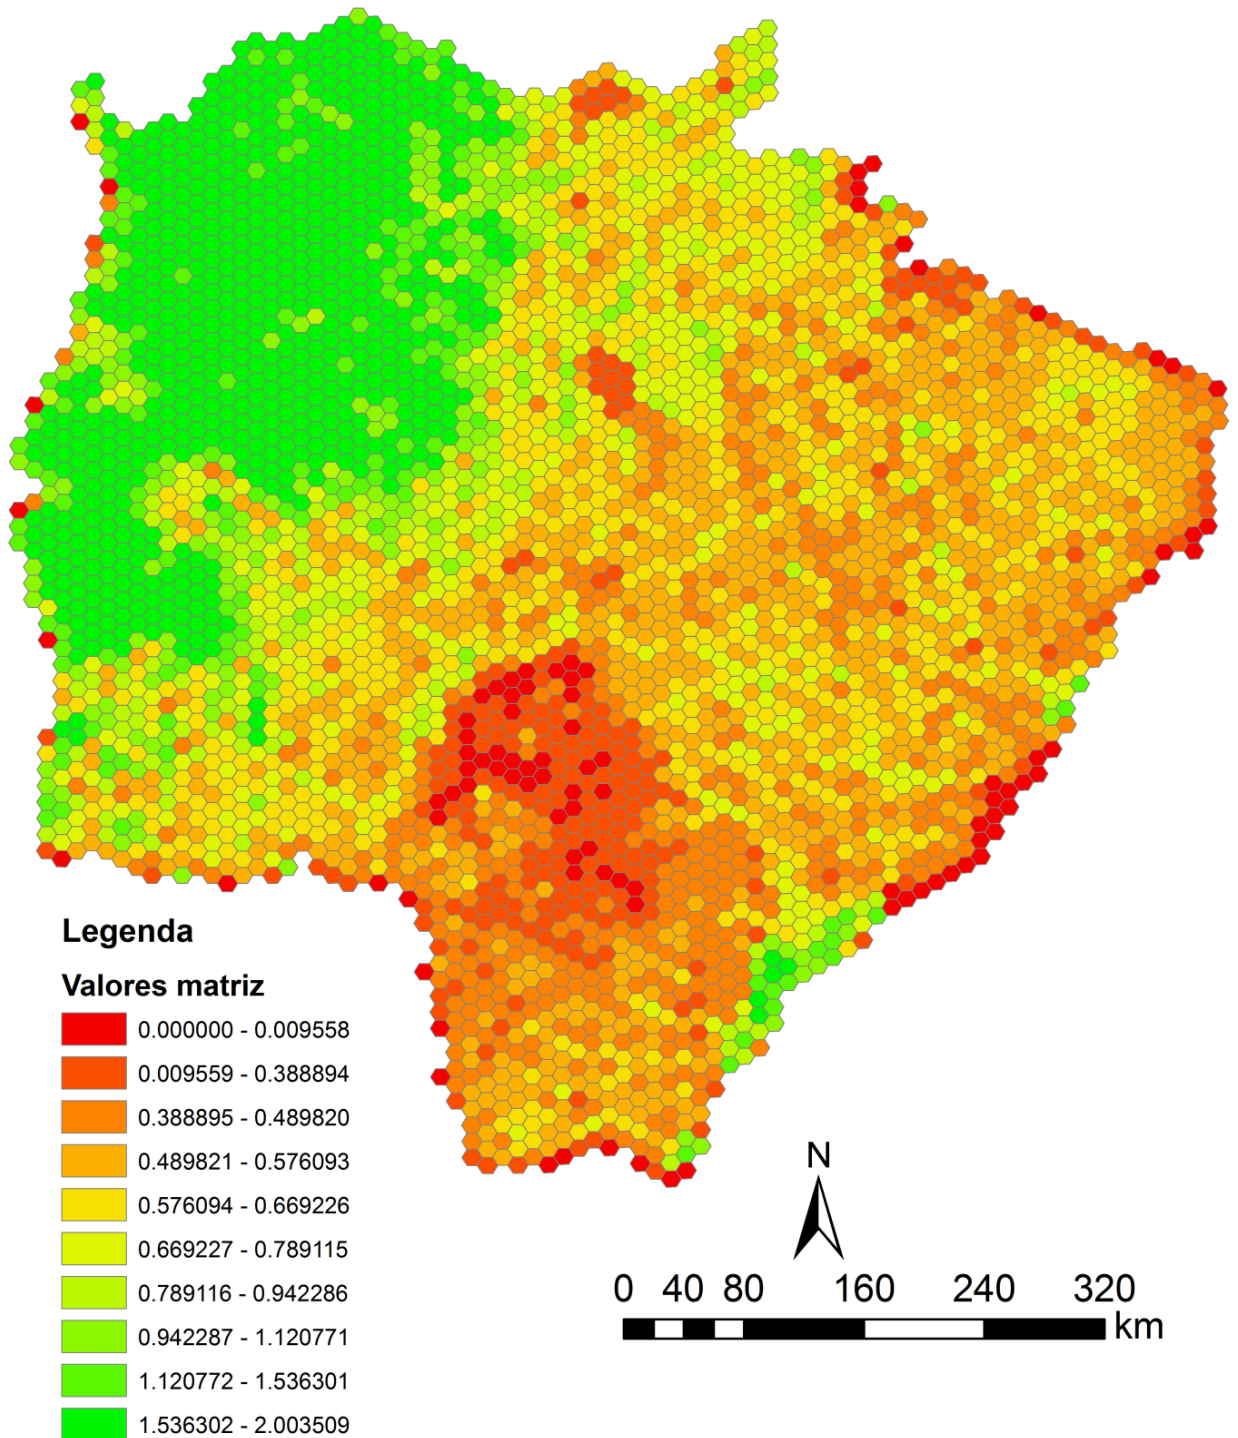 Legenda
Valores matriz
0.000000 - 0.009558
0.009559 - 0.388894
0.388895 - 0.489820
0.489821 - 0.576093
0.576094 - 0.669226
0.669227 - 0.789115
0.789116 - 0.942286
0.942287 - 1.120771
1.120772 - 1.536301
1.536302 - 2.003509
N
0 40 80 160 240 320
km